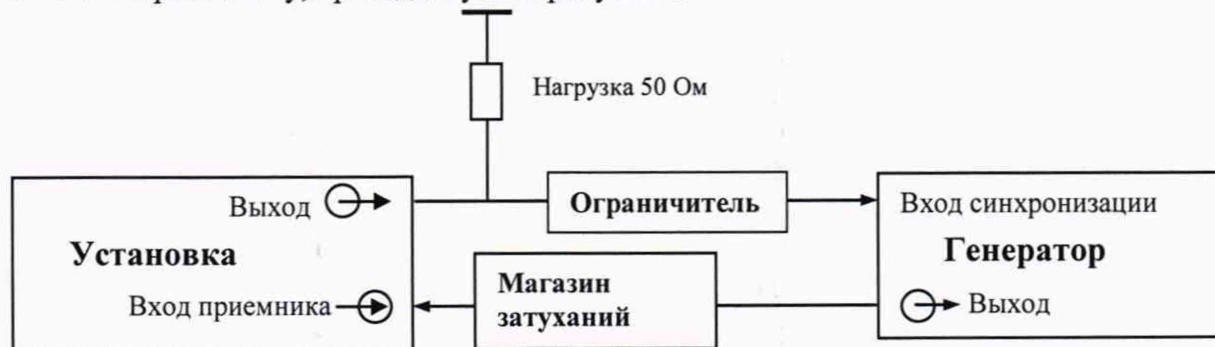 Нагрузка 50 Ом
Выход
Ограничитель
Вход синхронизации
Установка
Генератор
Вход приемника
Магазин
затуханий
Выход